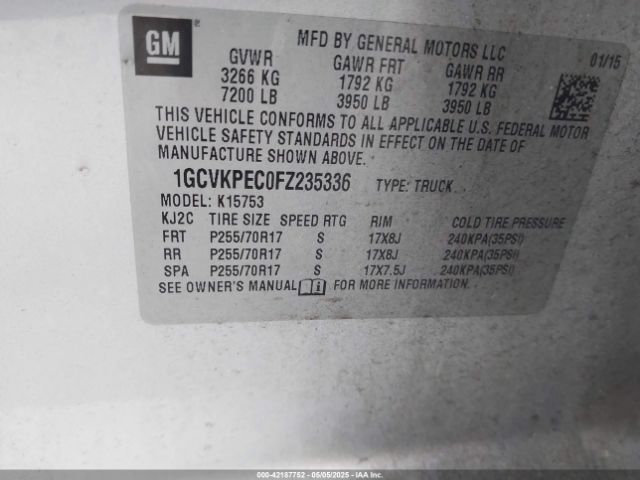 GM
MFD BY GENERAL MOTORS LLC
01/15
GVWR GAWR FRT GAWR RR
3266 KG 1792 KG 1792 KG
7200 LB 3950 LB 3950 LB
THIS VEHICLE CONFORMS TO ALL APPLICABLE U.S. FEDERAL MOTOR
VEHICLE SAFETY STANDARDS IN EFFECT ON THE DATE OF
MANUFACTURE SHOWN ABOVE.
1GCVKPEC0FZ235336 TYPE: TRUCK
MODEL: K15753
KJ2C TIRE SIZE SPEED RTG RIM COLD TIRE PRESSURE
FRT P255/70R17 S 17X8J 240KPA(35PSI)
RR P255/70R17 S 17X8J 240KPA(35PSI)
SPA P255/70R17 S 17X7.5J 240KPA(35PSI)
SEE OWNER'S MANUAL FOR MORE INFORMATION.
000-42187752 - 05/05/2025 - IAAI.COM